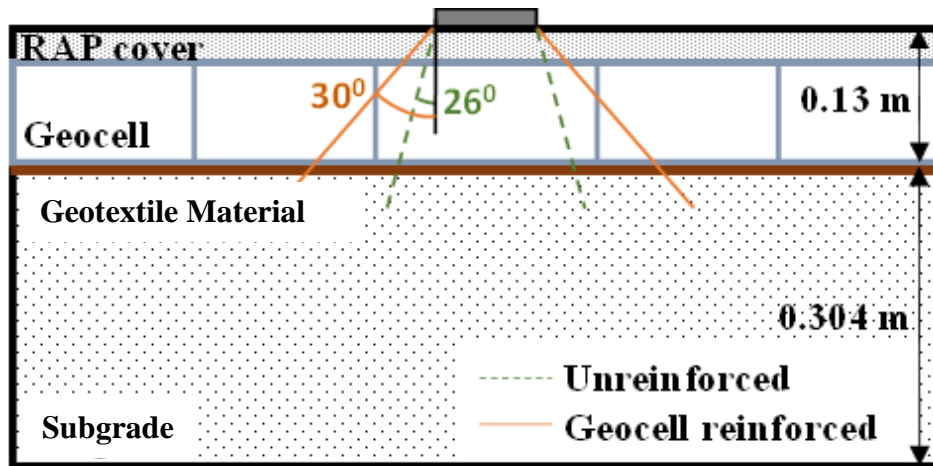 RAP cover
30⁰
26⁰
0.13 m
Geocell
Geotextile Material
0.304 m
Unreinforced
Subgrade
Geocell reinforced